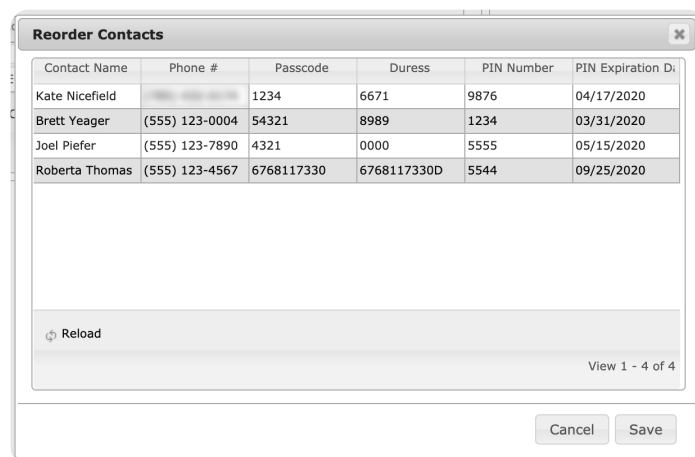 Reorder Contacts
Contact Name Phone # Passcode Duress PIN Number PIN Expiration Da
Kate Nicefield 1234 6671 9876 04/17/2020
Brett Yeager (555) 123-0004 54321 8989 1234 03/31/2020
Joel Piefer (555) 123-7890 4321 0000 5555 05/15/2020
Roberta Thomas (555) 123-4567 6768117330 6768117330D 5544 09/25/2020
Reload
View 1 - 4 of 4
Cancel Save